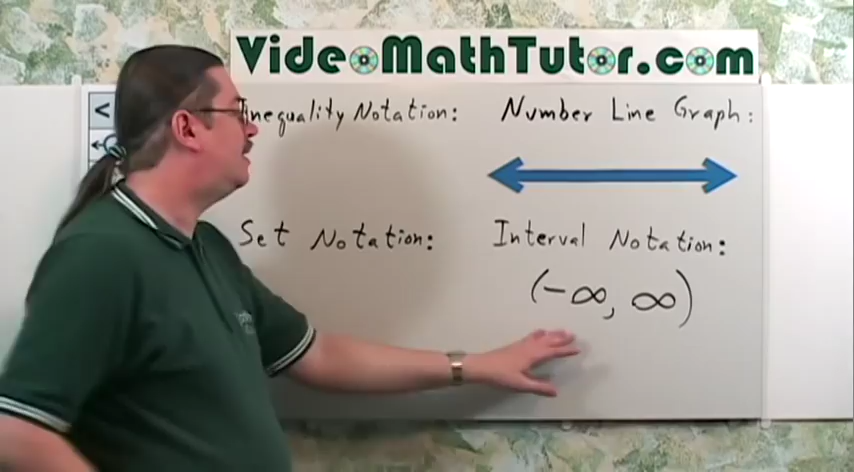 VideoMathTutor.com
<
Inequality Notation:
Number Line Graph:
Set Notation:
Interval Notation:
(-∞, ∞)